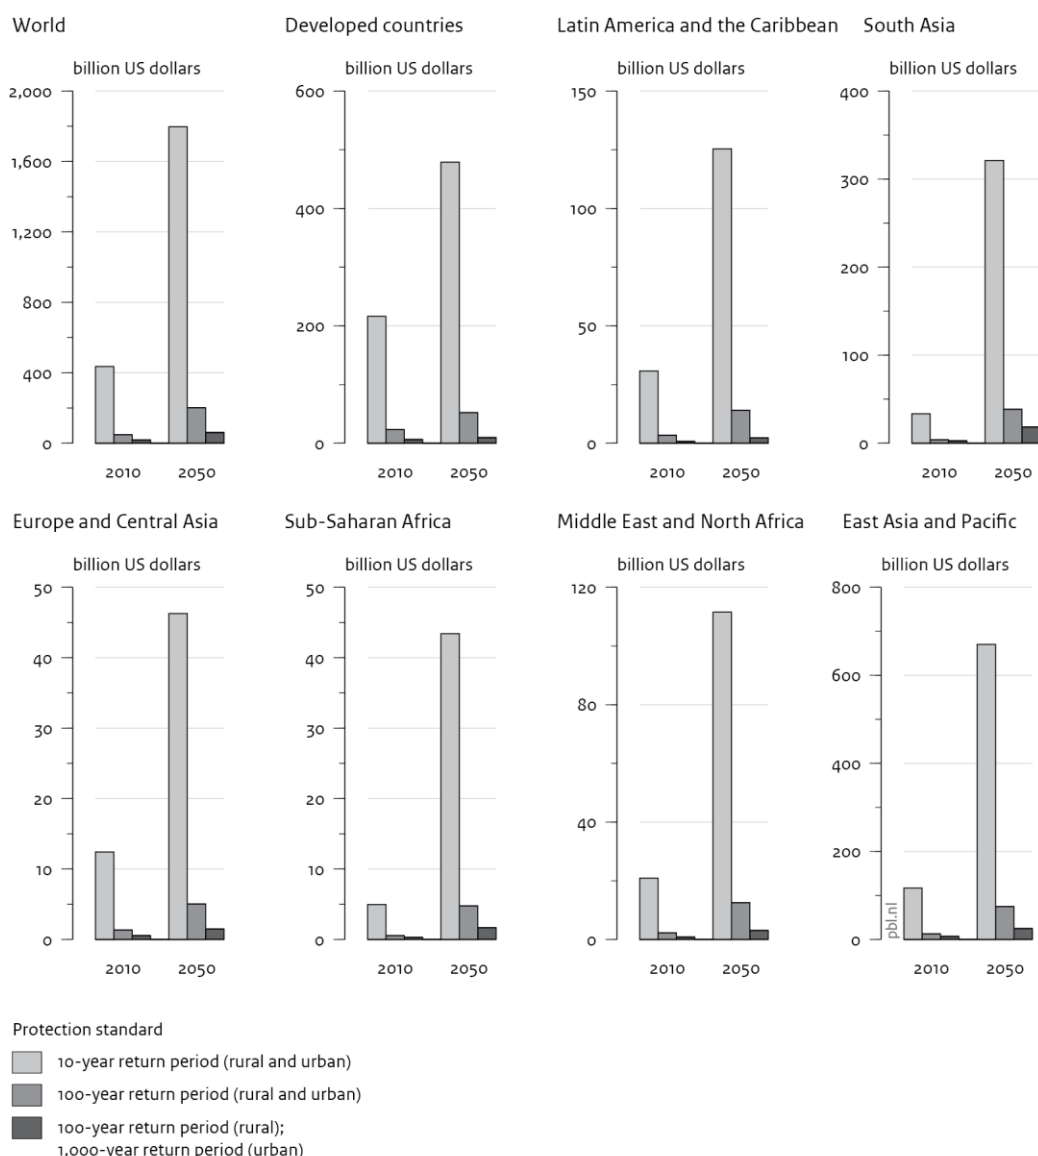 World
Developed countries
Latin America and the Caribbean
South Asia
billion US dollars
billion US dollars
billion US dollars
billion US dollars
2,000
1,600
1,200
800
400
0
2010 2050
600
400
200
0
2010 2050
150
100
50
0
2010 2050
400
300
200
100
0
2010 2050
Europe and Central Asia
Sub-Saharan Africa
Middle East and North Africa
East Asia and Pacific
billion US dollars
billion US dollars
billion US dollars
billion US dollars
50
40
30
20
10
0
2010 2050
50
40
30
20
10
0
2010 2050
120
80
40
0
2010 2050
800
600
400
200
0
pbl.nl
2010 2050
Protection standard
10-year return period (rural and urban)
100-year return period (rural and urban)
100-year return period (rural);
1,000-year return period (urban)